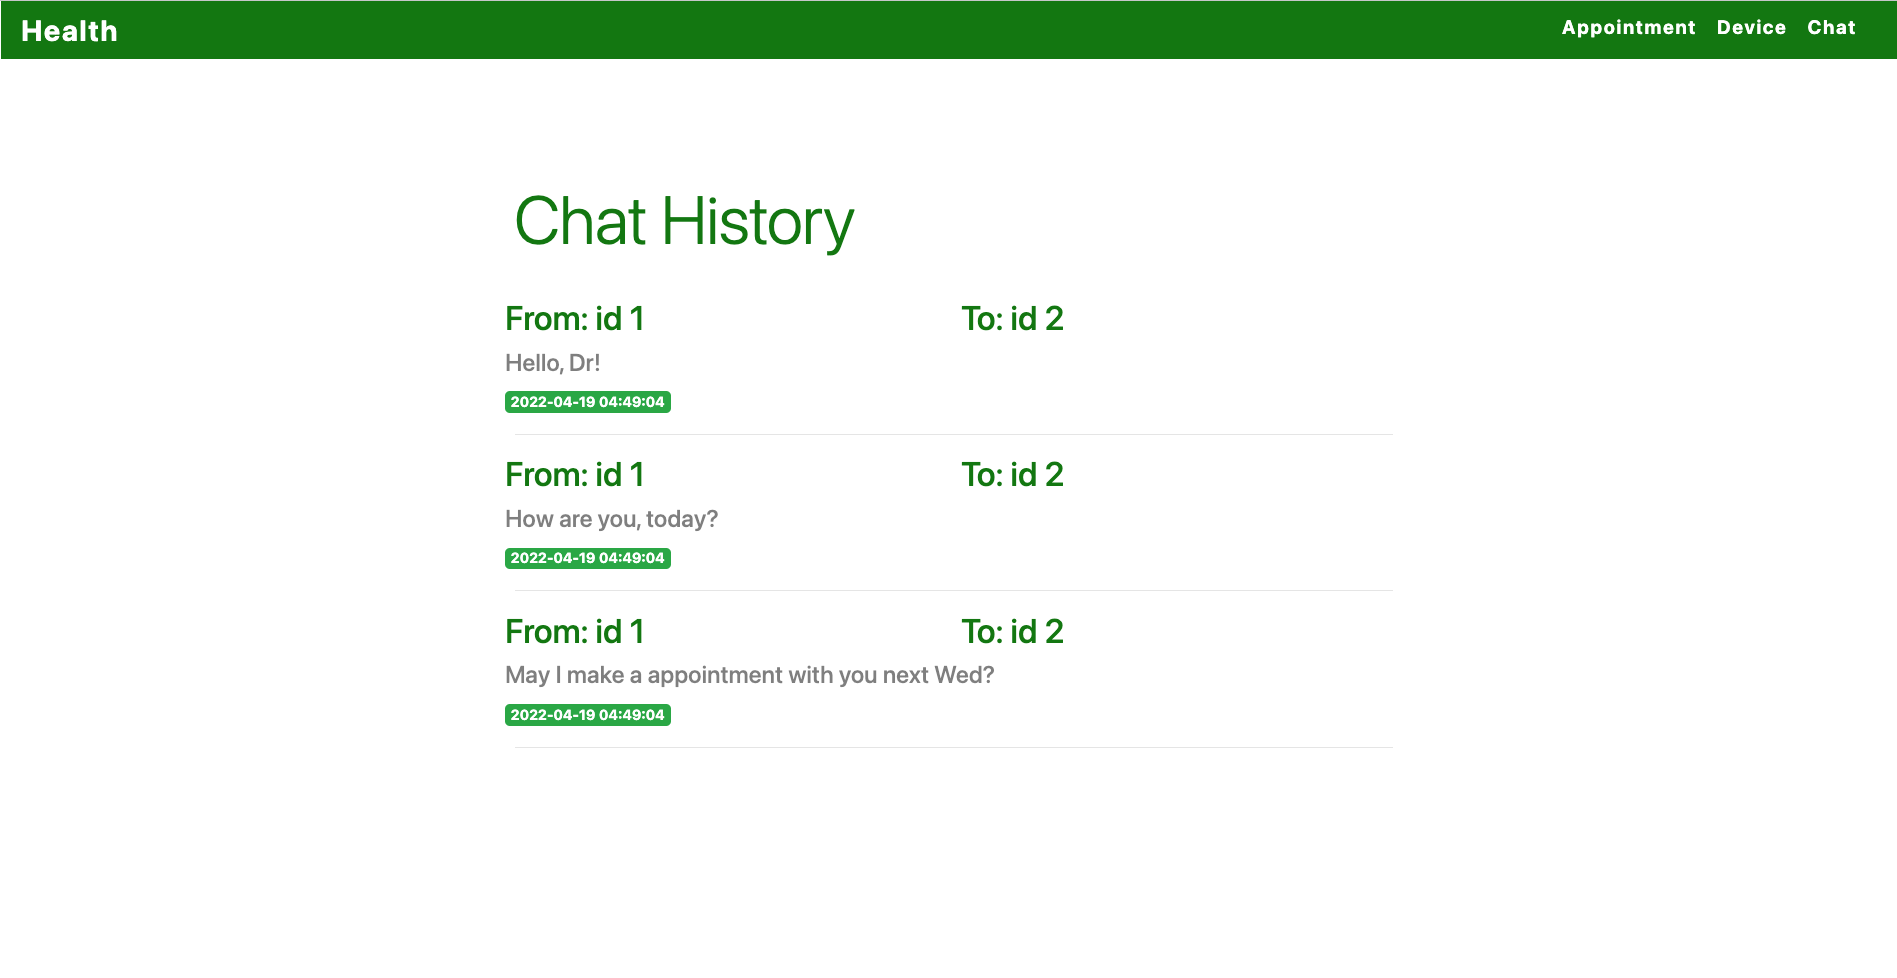 Health
Appointment Device Chat
Chat History
From: id 1 To: id 2
Hello, Dr!
2022-04-19 04:49:04
From: id 1 To: id 2
How are you, today?
2022-04-19 04:49:04
From: id 1 To: id 2
May I make a appointment with you next Wed?
2022-04-19 04:49:04